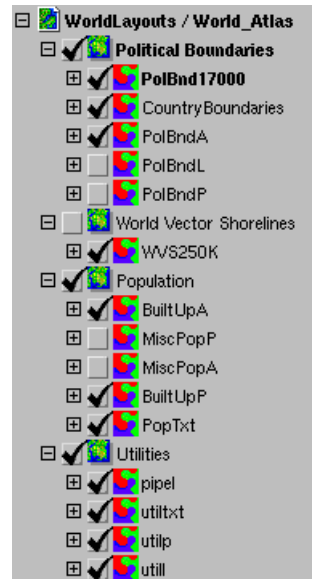 WorldLayouts / World_Atlas
Political Boundaries
PolBnd17000
CountryBoundaries
PolBndA
PolBndL
PolBndP
World Vector Shorelines
WVS250K
Population
BuiltUpA
MiscPopP
MiscPopA
BuiltUpP
PopTxt
Utilities
pipel
utiltxt
utilp
utill